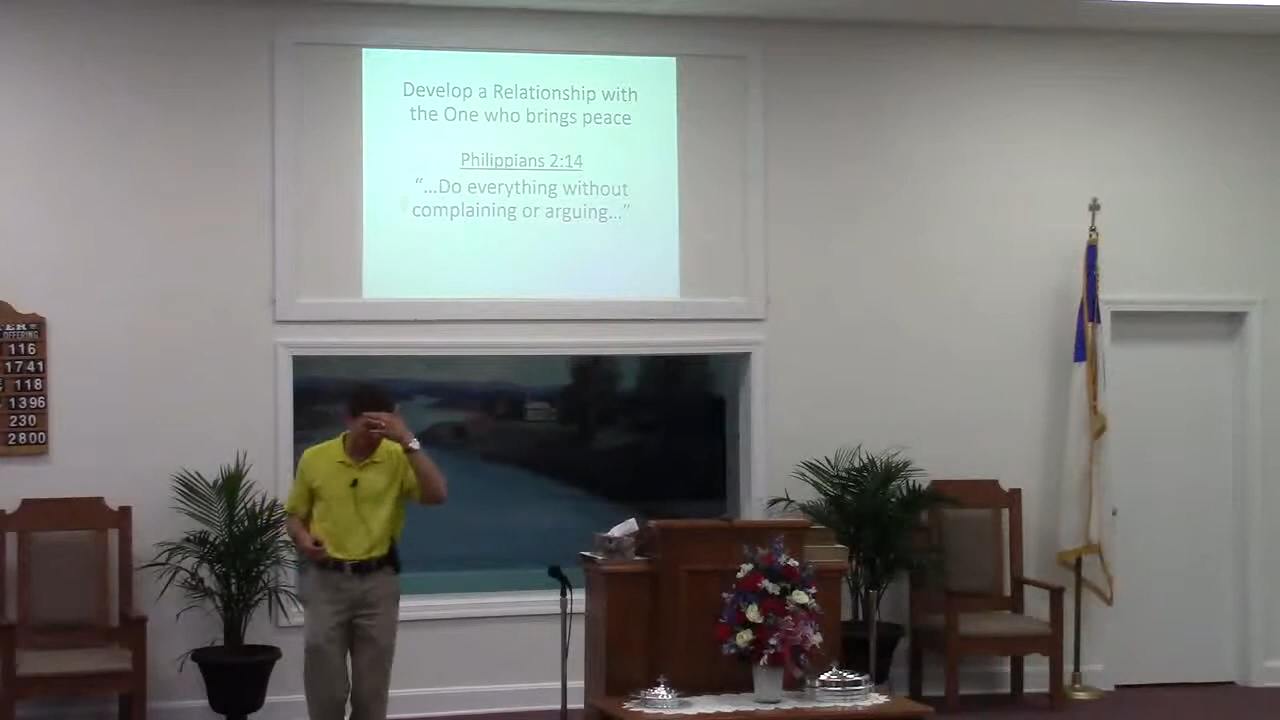 Develop a Relationship with
the One who brings peace
Philippians 2:14
“...Do everything without
complaining or arguing...”
OFFERING
116
1741
118
1396
230
2800